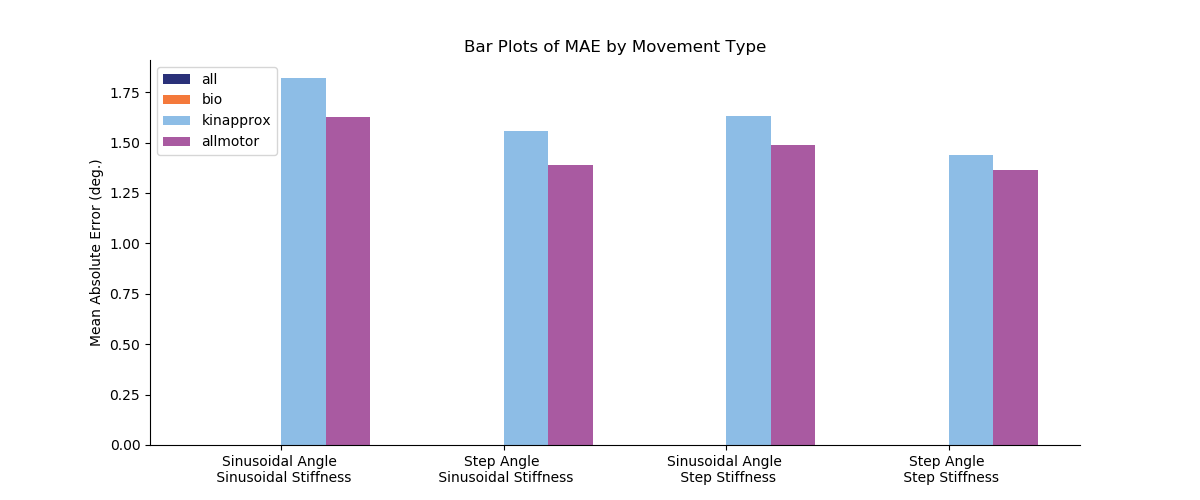 Bar Plots of MAE by Movement Type
all
bio
kinapprox
allmotor
Mean Absolute Error (deg.)
1.75
1.50
1.25
1.00
0.75
0.50
0.25
0.00
Sinusoidal Angle
Sinusoidal Stiffness
Step Angle
Sinusoidal Stiffness
Sinusoidal Angle
Step Stiffness
Step Angle
Step Stiffness